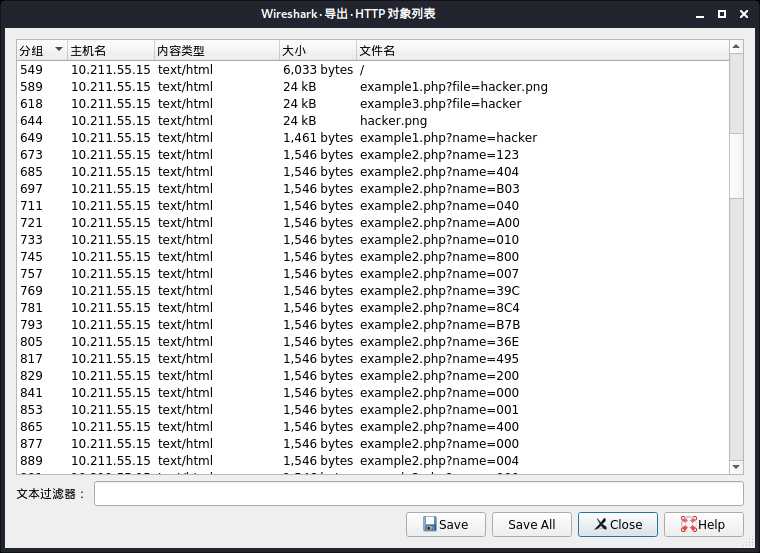 Wireshark · 导出 · HTTP 对象列表
分组 主机名 内容类型 大小 文件名
549 10.211.55.15 text/html 6,033 bytes /
589 10.211.55.15 text/html 24 kB example1.php?file=hacker.png
618 10.211.55.15 text/html 24 kB example3.php?file=hacker
644 10.211.55.15 text/html 24 kB hacker.png
649 10.211.55.15 text/html 1,461 bytes example1.php?name=hacker
673 10.211.55.15 text/html 1,546 bytes example2.php?name=123
685 10.211.55.15 text/html 1,546 bytes example2.php?name=404
697 10.211.55.15 text/html 1,546 bytes example2.php?name=B03
711 10.211.55.15 text/html 1,546 bytes example2.php?name=040
721 10.211.55.15 text/html 1,546 bytes example2.php?name=A00
733 10.211.55.15 text/html 1,546 bytes example2.php?name=010
745 10.211.55.15 text/html 1,546 bytes example2.php?name=800
757 10.211.55.15 text/html 1,546 bytes example2.php?name=007
769 10.211.55.15 text/html 1,546 bytes example2.php?name=39C
781 10.211.55.15 text/html 1,546 bytes example2.php?name=8C4
793 10.211.55.15 text/html 1,546 bytes example2.php?name=B7B
805 10.211.55.15 text/html 1,546 bytes example2.php?name=36E
817 10.211.55.15 text/html 1,546 bytes example2.php?name=495
829 10.211.55.15 text/html 1,546 bytes example2.php?name=200
841 10.211.55.15 text/html 1,546 bytes example2.php?name=000
853 10.211.55.15 text/html 1,546 bytes example2.php?name=001
865 10.211.55.15 text/html 1,546 bytes example2.php?name=400
877 10.211.55.15 text/html 1,546 bytes example2.php?name=000
889 10.211.55.15 text/html 1,546 bytes example2.php?name=004
文本过滤器：
Save Save All Close Help